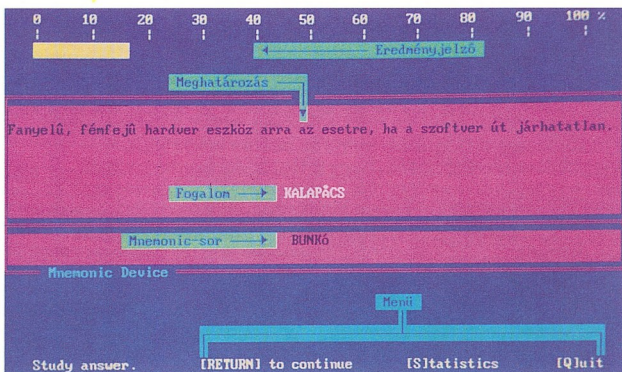 0 10 20 30 40 50 60 70 80 90 100 %
Eredményjelző
Meghatározás
Fanyelû, fémfejû hardver eszköz arra az esetre, ha a szoftver út járhatatlan.
Fogalom KALAPÁCS
Mnemonic-sor BUNKó
Mnemonic Device
Menü
Study answer. [RETURN] to continue [S]tatistics [Q]uit